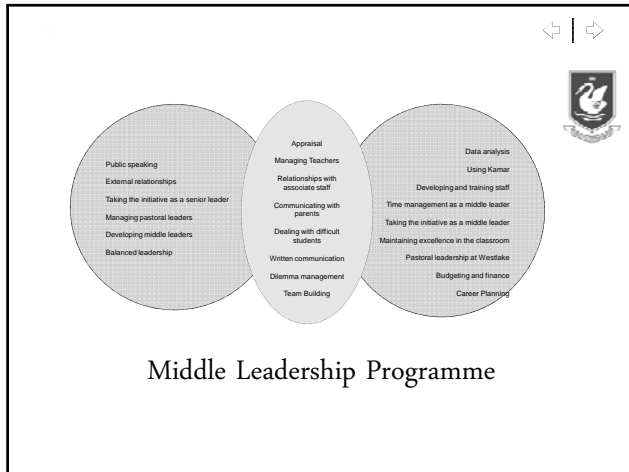 Public speaking
External relationships
Taking the initiative as a senior leader
Managing pastoral leaders
Developing middle leaders
Balanced leadership
Appraisal
Managing Teachers
Relationships with
associate staff
Communicating with
parents
Dealing with difficult
students
Written communication
Dilemma management
Team Building
Data analysis
Using Kamar
Developing and training staff
Time management as a middle leader
Taking the initiative as a middle leader
Maintaining excellence in the classroom
Pastoral leadership at Westlake
Budgeting and finance
Career Planning
Middle Leadership Programme